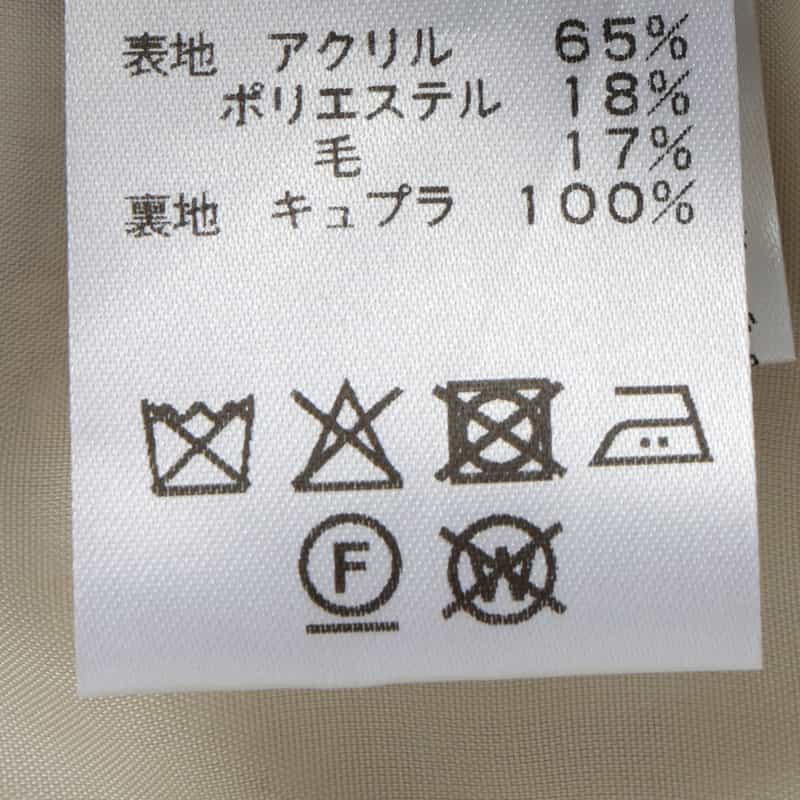 表地 アクリル 65%
ポリエステル 18%
毛 17%
裏地 キュプラ 100%
F W